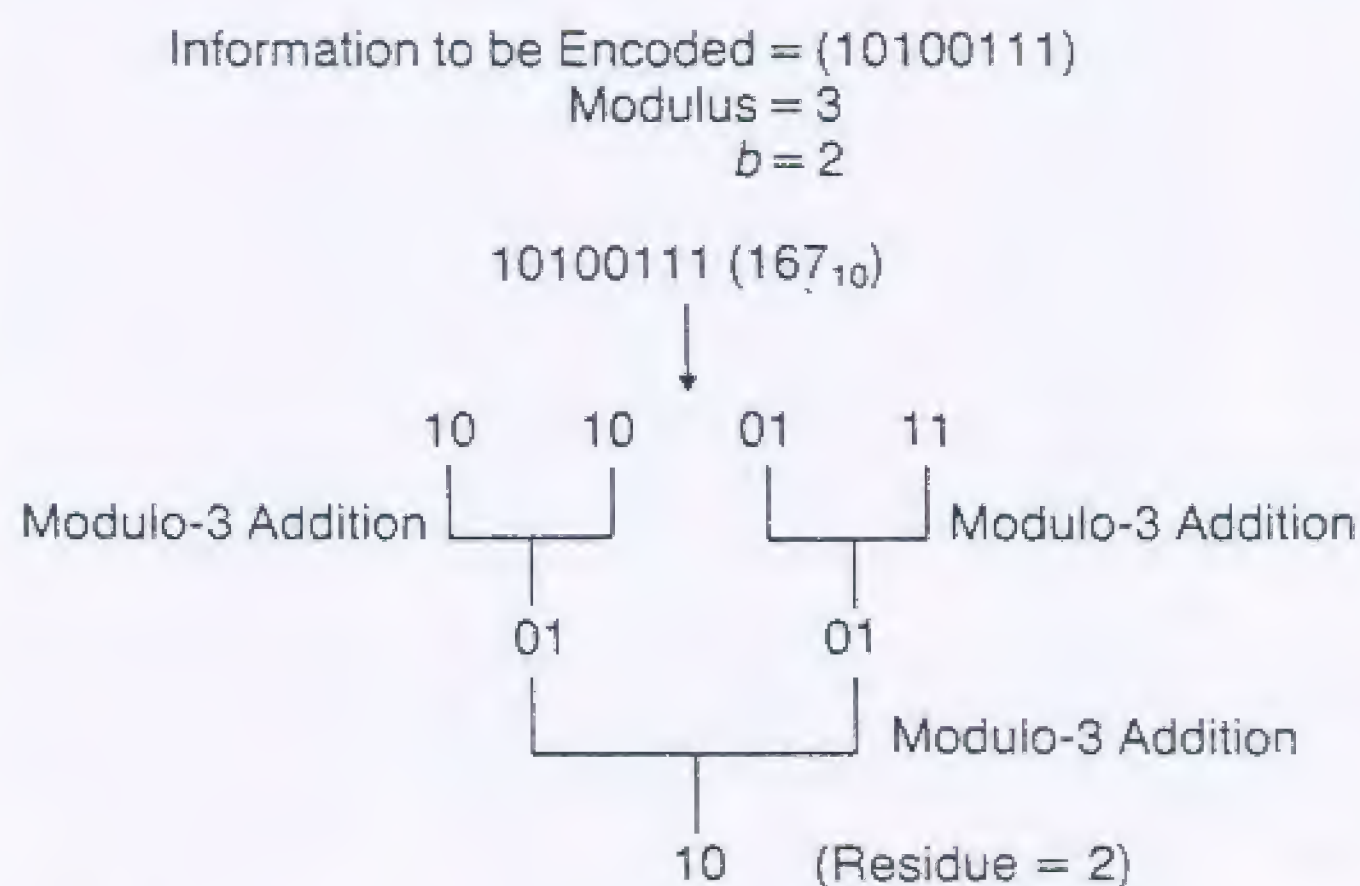 Information to be Encoded = (10100111)
Modulus = 3
b = 2
10100111 (167₁₀)
10 10 01 11
Modulo-3 Addition Modulo-3 Addition
01 01
Modulo-3 Addition
10 (Residue = 2)